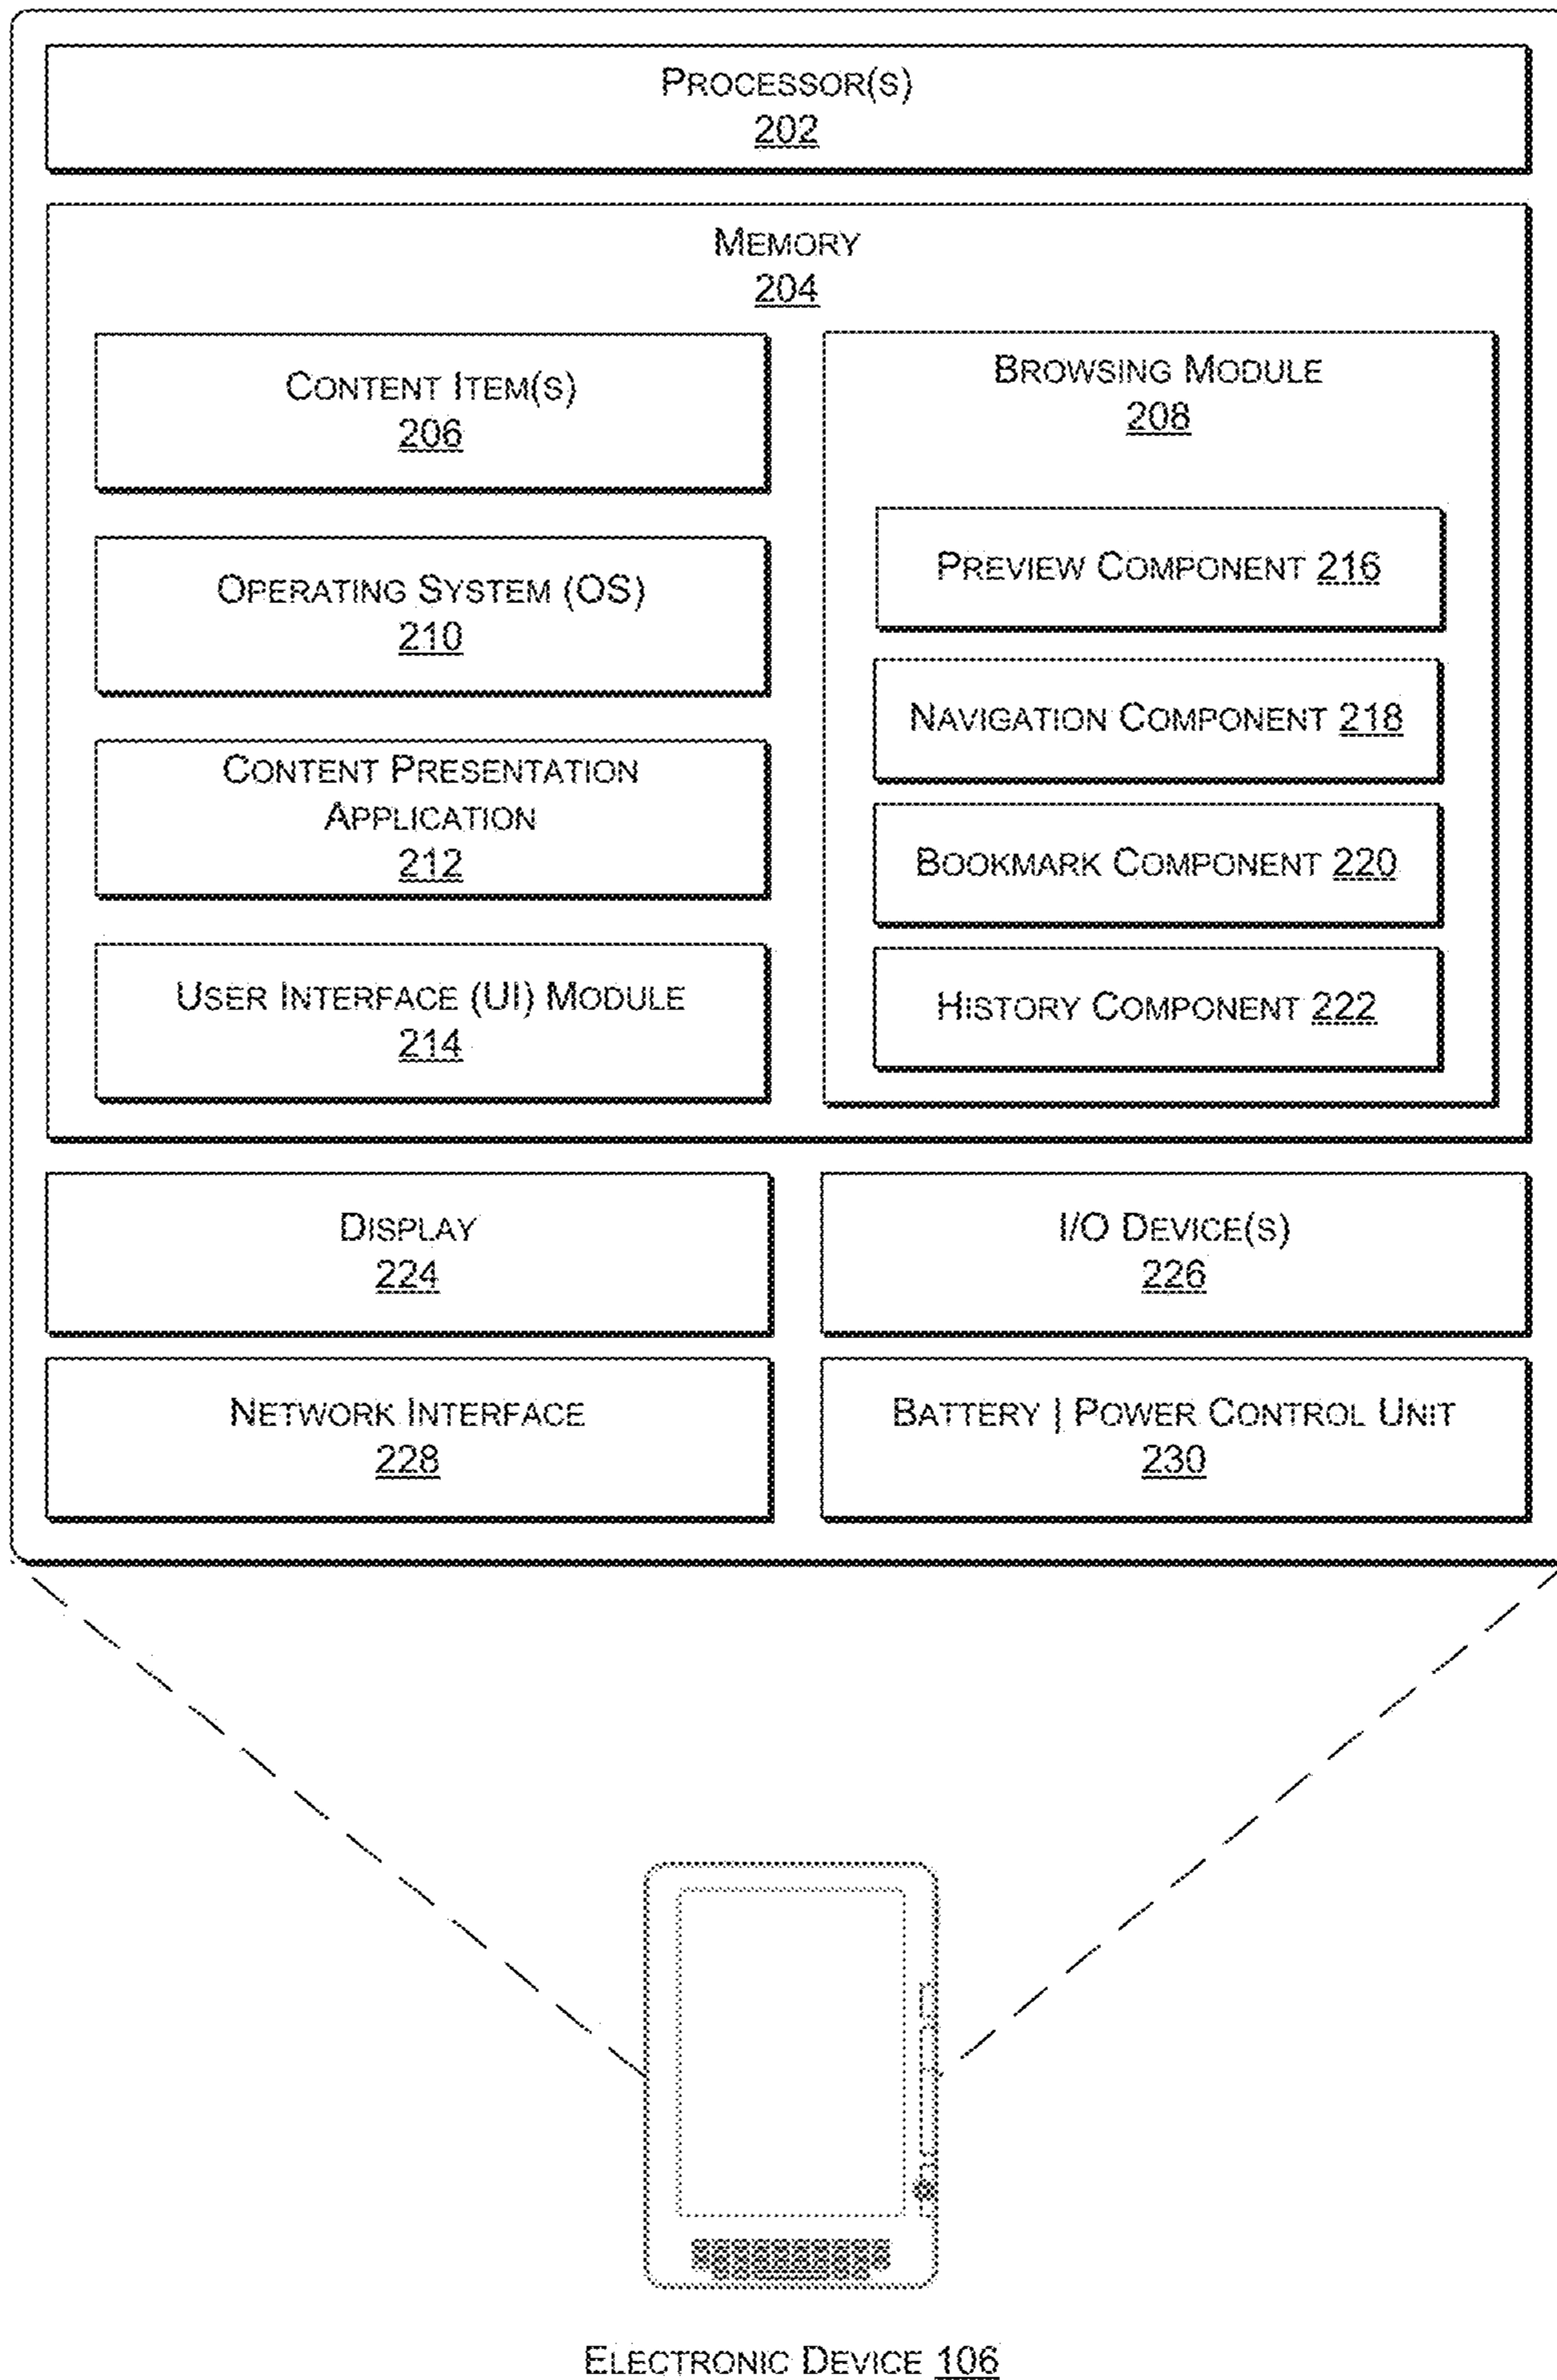 PROCESSOR(S)
202
MEMORY
204
CONTENT ITEM(S)
206
OPERATING SYSTEM (OS)
210
CONTENT PRESENTATION
APPLICATION
212
USER INTERFACE (UI) MODULE
214
BROWSING MODULE
208
PREVIEW COMPONENT 216
NAVIGATION COMPONENT 218
BOOKMARK COMPONENT 220
HISTORY COMPONENT 222
DISPLAY
224
I/O DEVICE(S)
226
NETWORK INTERFACE
228
BATTERY | POWER CONTROL UNIT
230
ELECTRONIC DEVICE 106